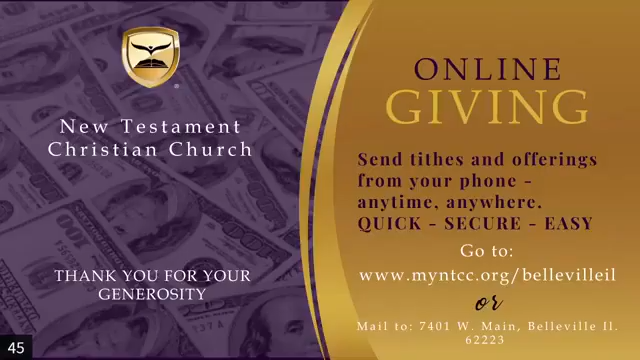 New Testament
Christian Church
THANK YOU FOR YOUR
GENEROSITY
45
ONLINE
GIVING
Send tithes and offerings
from your phone -
anytime, anywhere.
QUICK - SECURE - EASY
Go to:
www.myntcc.org/bellevilleil
or
Mail to: 7401 W. Main, Belleville Il.
62223